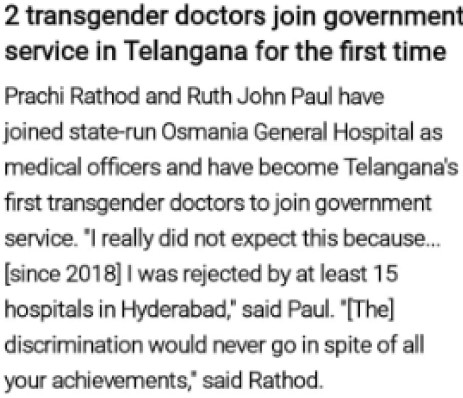 2 transgender doctors join government
service in Telangana for the first time
Prachi Rathod and Ruth John Paul have
joined state-run Osmania General Hospital as
medical officers and have become Telangana's
first transgender doctors to join government
service. "I really did not expect this because...
[since 2018] I was rejected by at least 15
hospitals in Hyderabad," said Paul. "[The]
discrimination would never go in spite of all
your achievements," said Rathod.